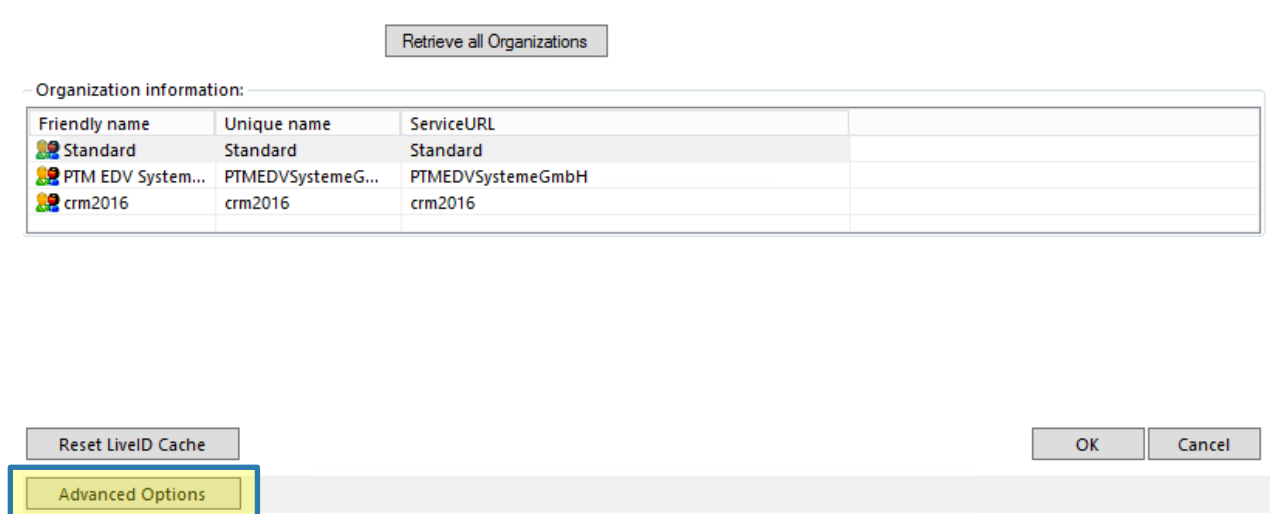 Retrieve all Organizations
Organization information:
Friendly name Unique name ServiceURL
Standard Standard Standard
PTM EDV System... PTMEDVSystemeG... PTMEDVSystemeGmbH
crm2016 crm2016 crm2016
Reset LiveID Cache OK Cancel
Advanced Options